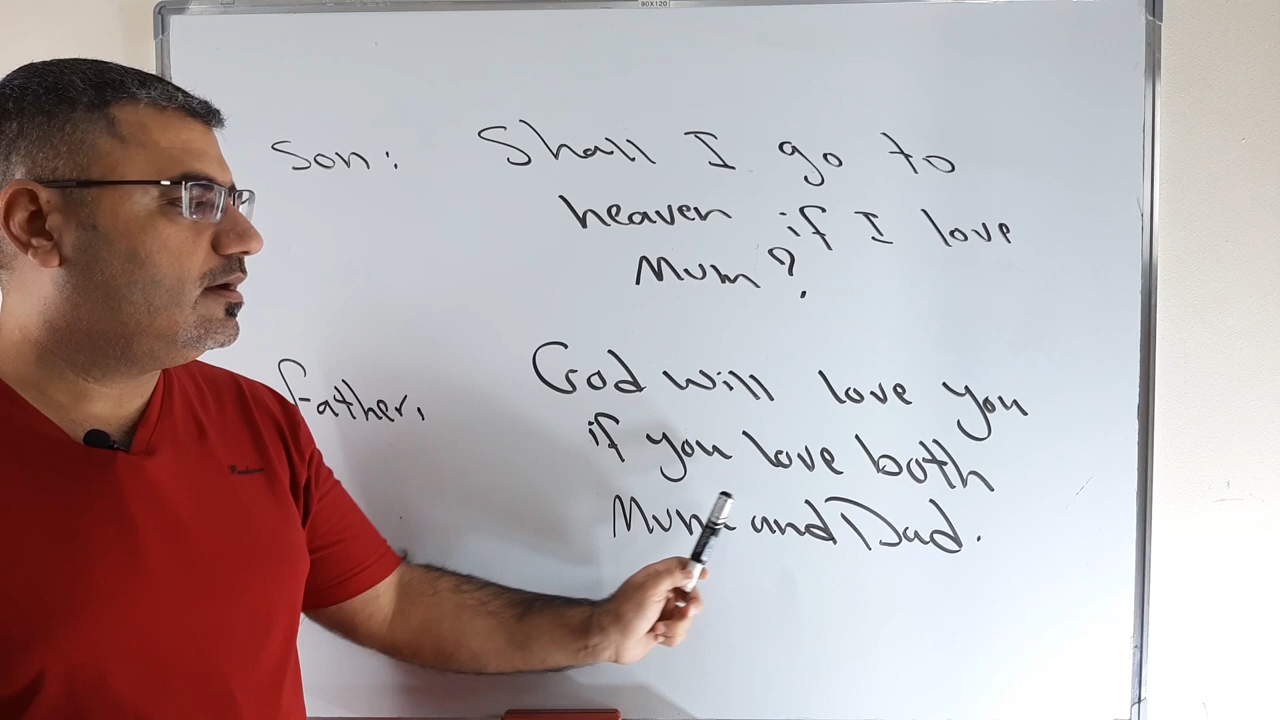 90X120
Son: Shall I go to
heaven if I love
Mum?
Father, God will love you
if you love both
Mum and Dad.